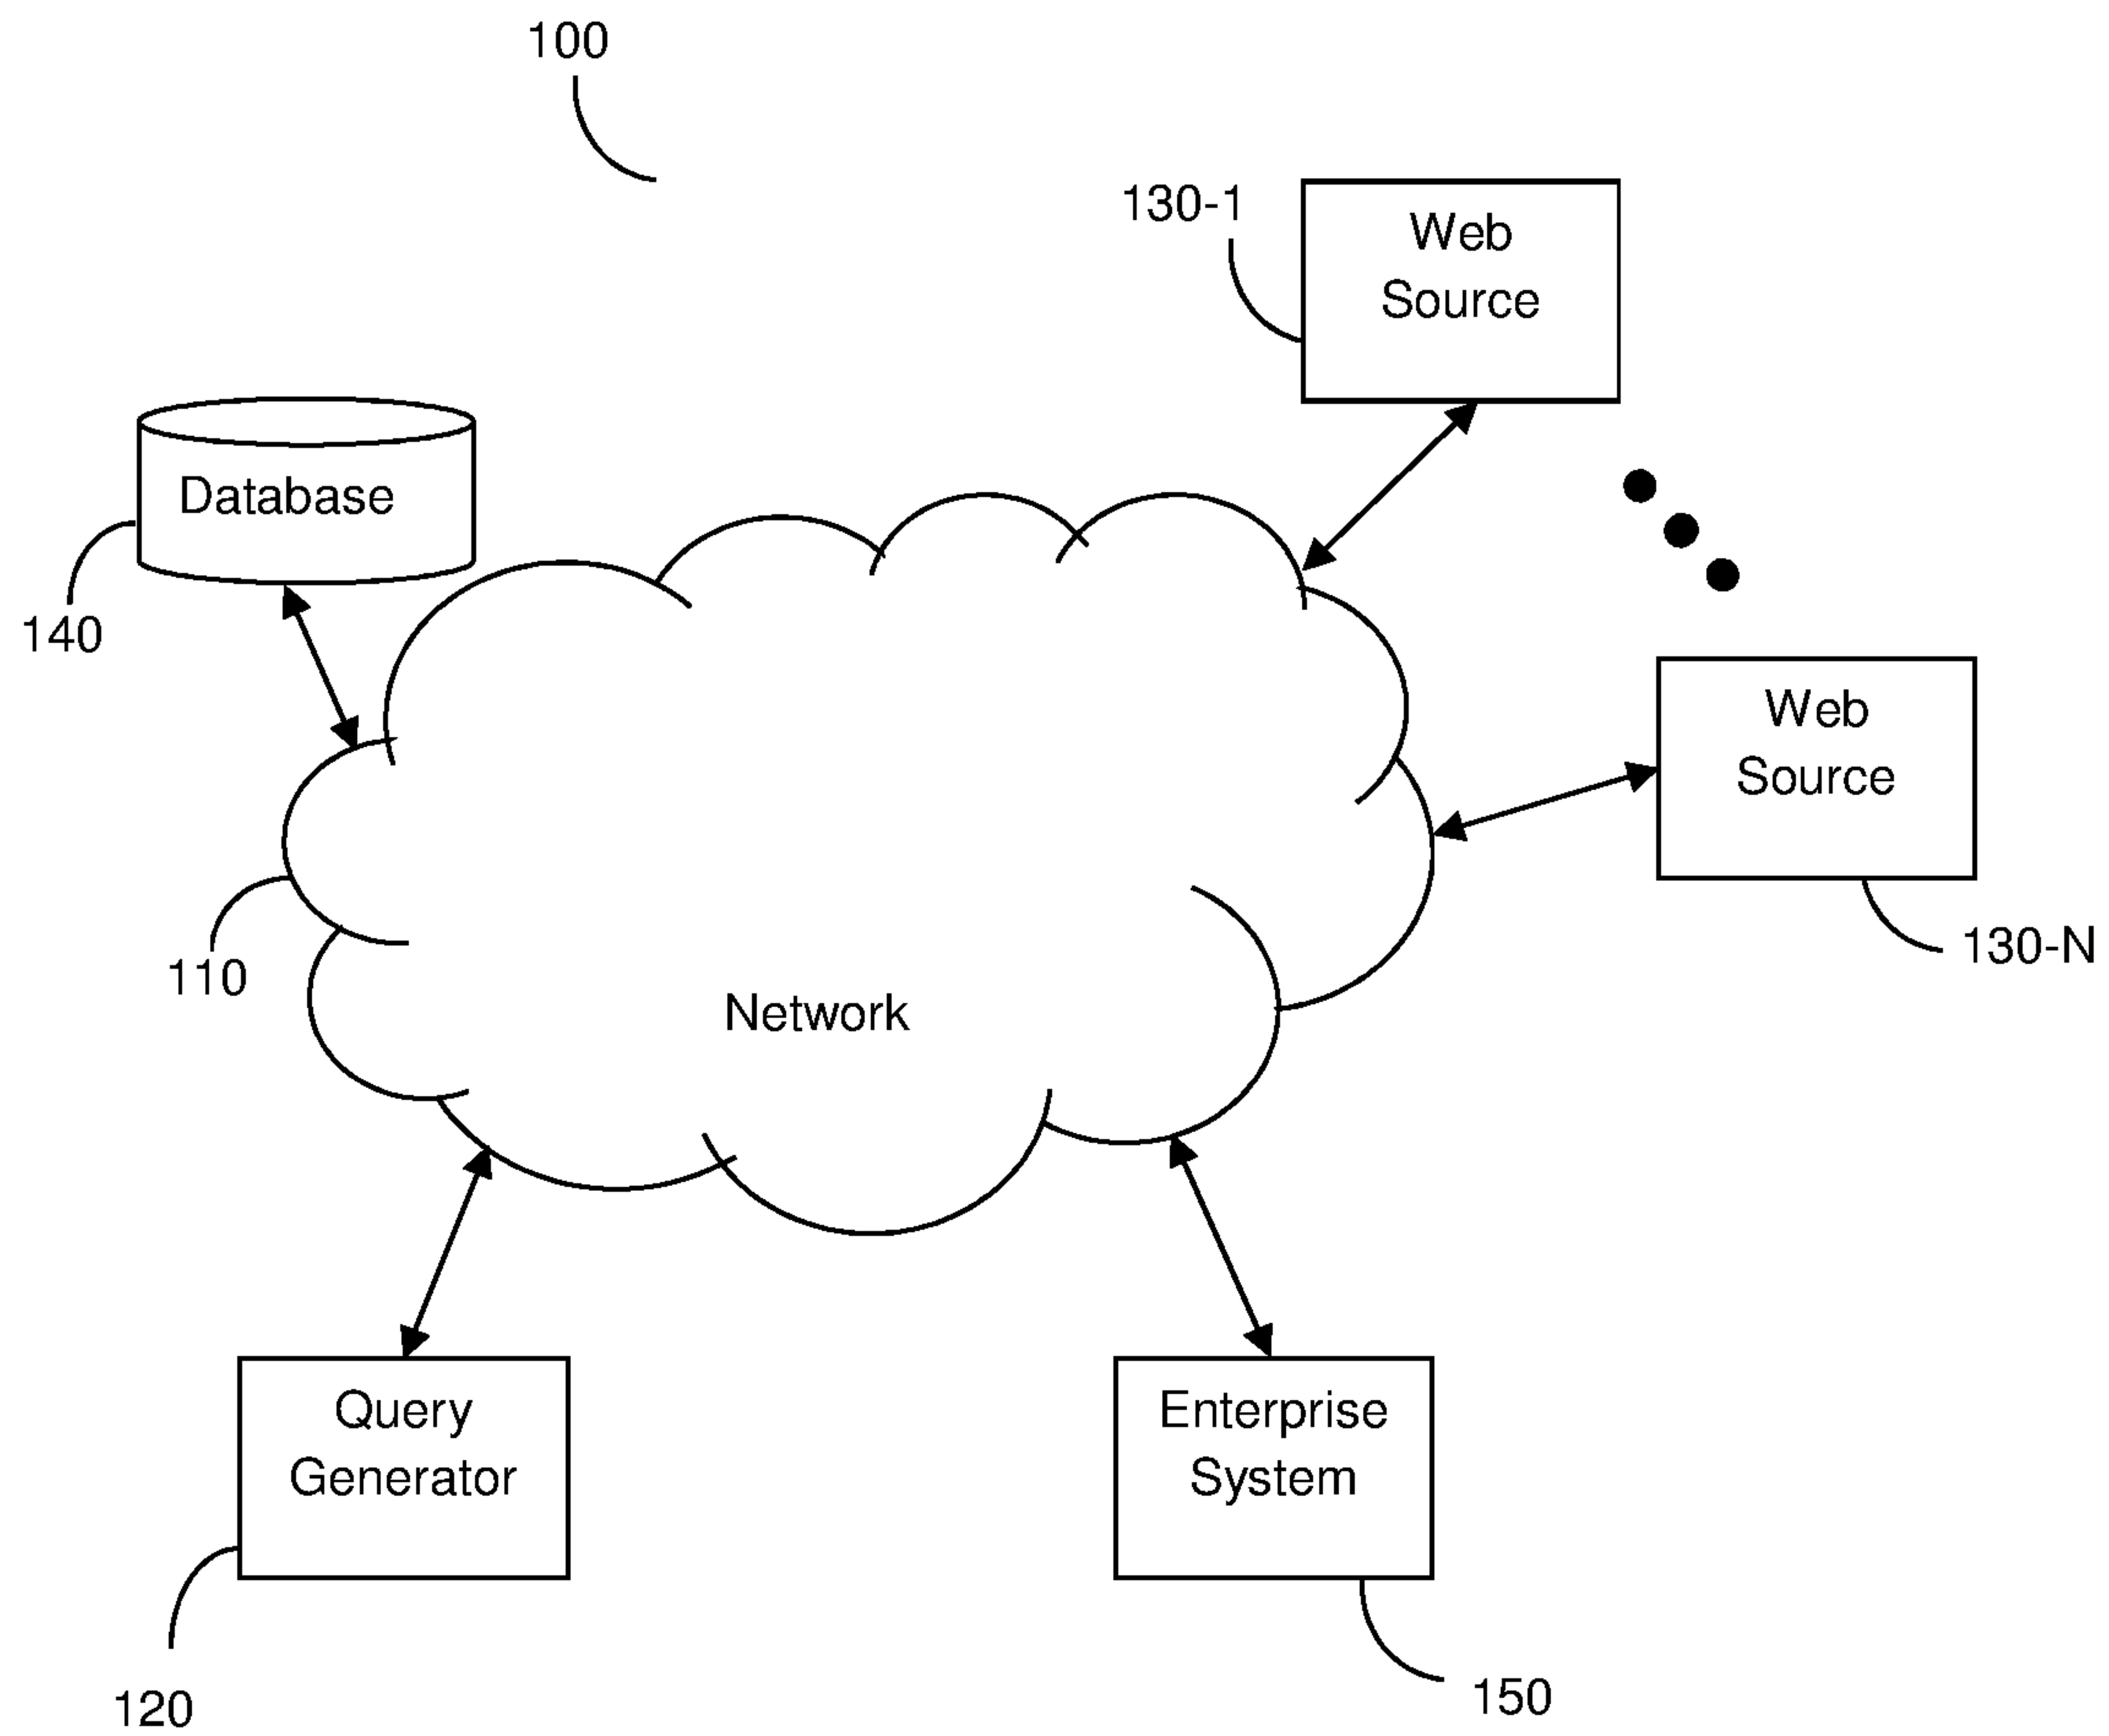 100
130-1
Web
Source
Database
140
Web
Source
130-N
110
Network
Query
Generator
Enterprise
System
120
150